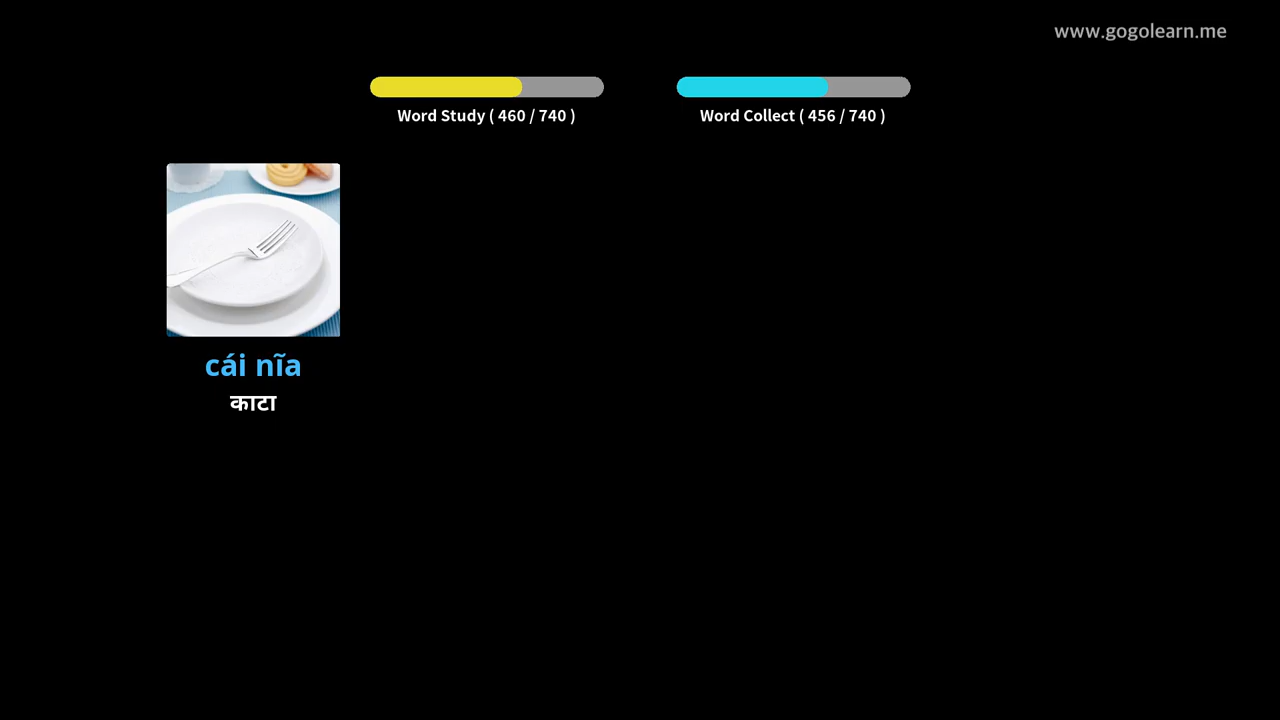 www.gogolearn.me
Word Study ( 460 / 740 )
Word Collect ( 456 / 740 )
cái nĩa
काटा